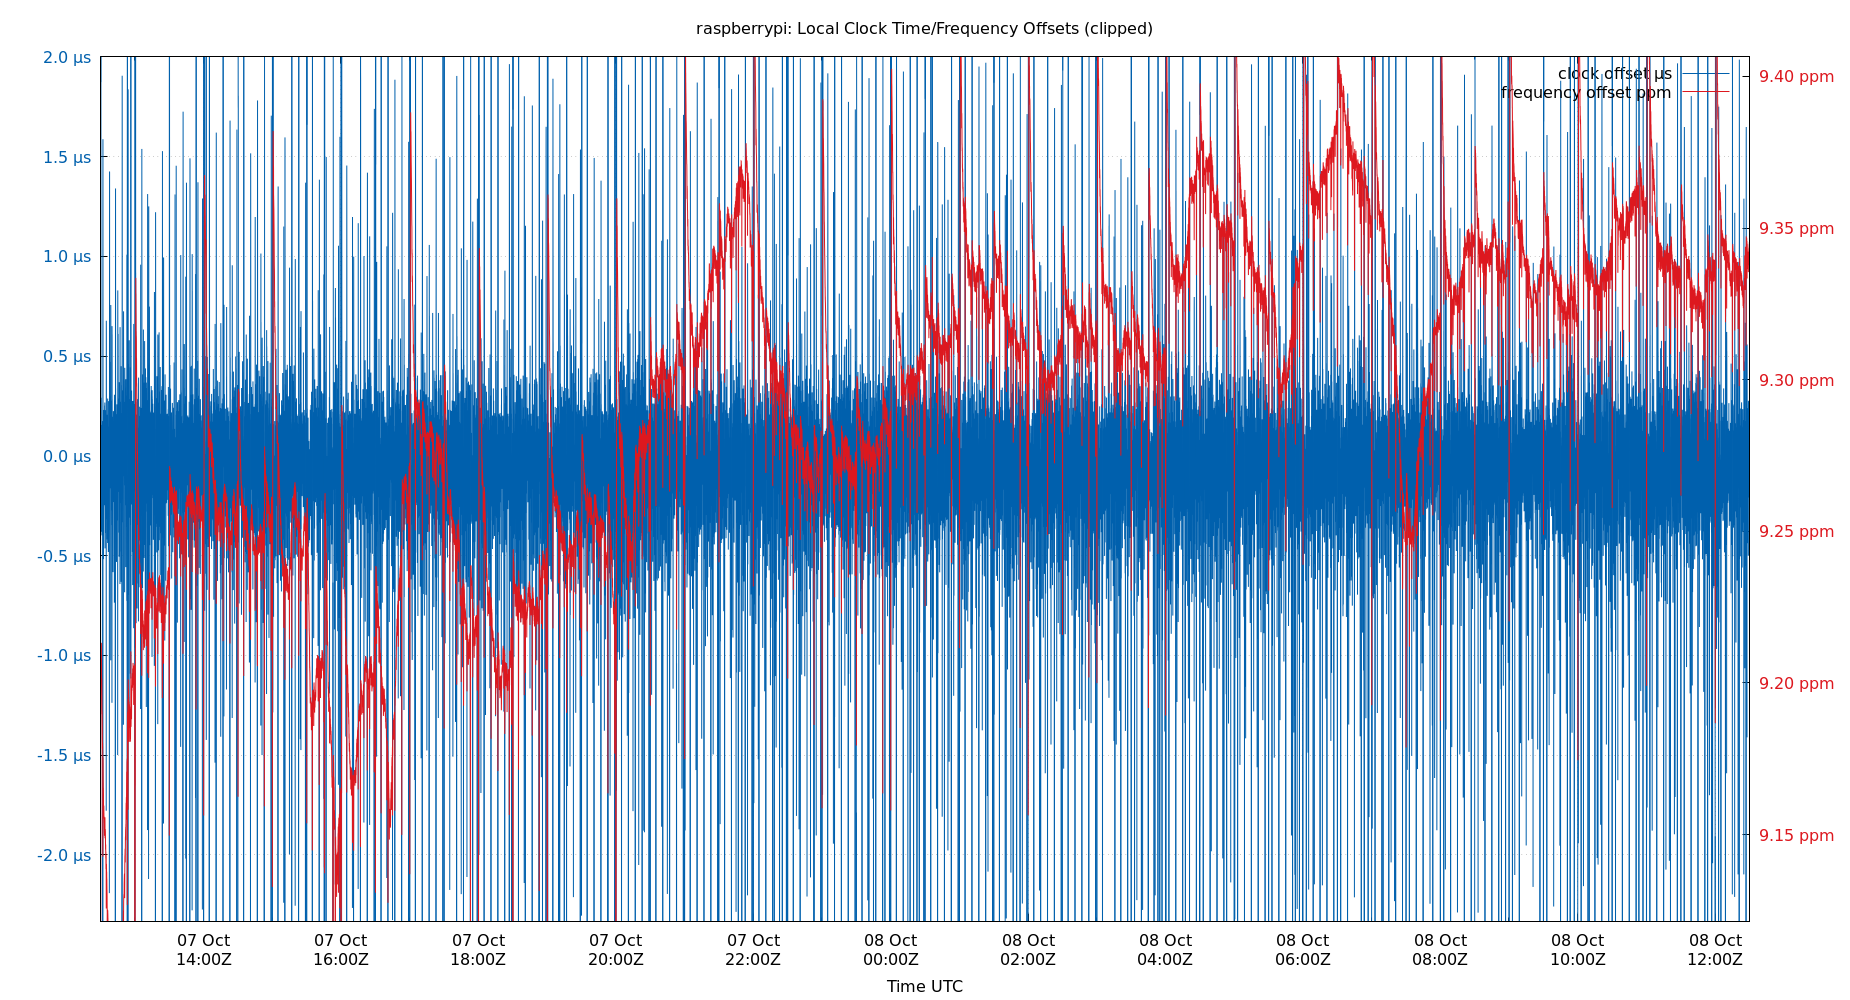 raspberrypi: Local Clock Time/Frequency Offsets (clipped)
2.0 µs
1.5 µs
1.0 µs
0.5 µs
0.0 µs
-0.5 µs
-1.0 µs
-1.5 µs
-2.0 µs
clock offset µs
frequency offset ppm
9.40 ppm
9.35 ppm
9.30 ppm
9.25 ppm
9.20 ppm
9.15 ppm
07 Oct 07 Oct 07 Oct 07 Oct 07 Oct 08 Oct 08 Oct 08 Oct 08 Oct 08 Oct 08 Oct 08 Oct
14:00Z 16:00Z 18:00Z 20:00Z 22:00Z 00:00Z 02:00Z 04:00Z 06:00Z 08:00Z 10:00Z 12:00Z
Time UTC